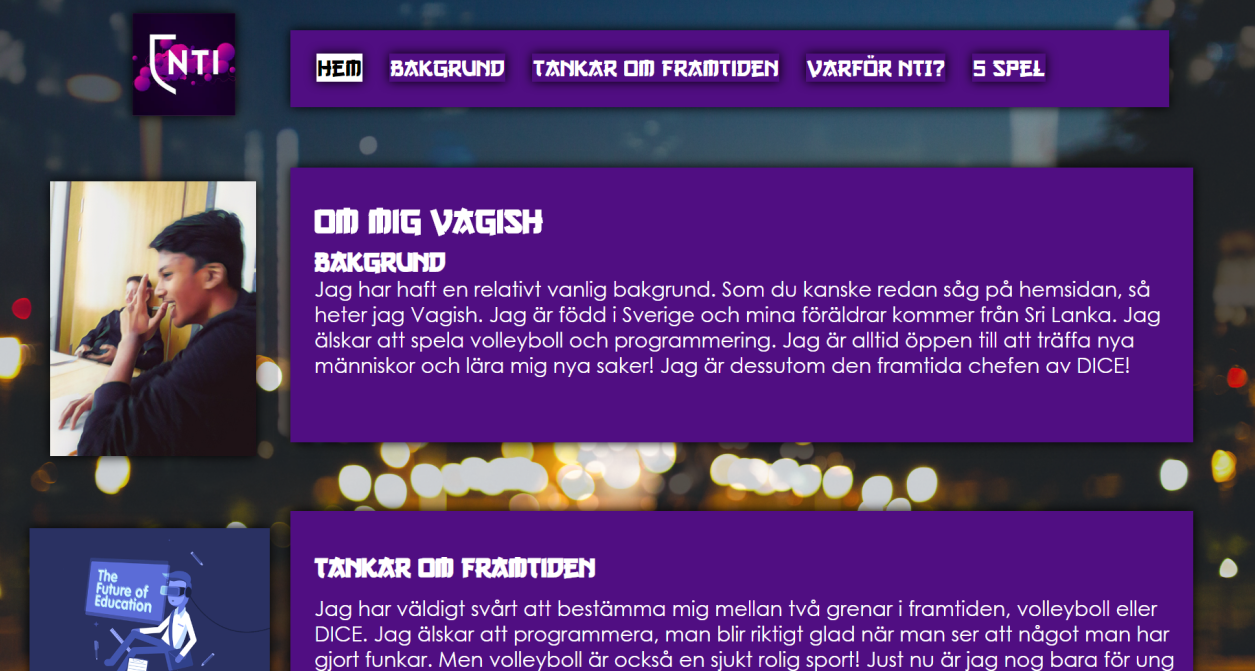 NTI
HEM BAKGRUND TANKAR OM FRAMTIDEN VARFÖR NTI? 5 SPEL
OM MIG VAGISH
BAKGRUND
Jag har haft en relativt vanlig bakgrund. Som du kanske redan såg på hemsidan, så
heter jag Vagish. Jag är född i Sverige och mina föräldrar kommer från Sri Lanka. Jag
älskar att spela volleyboll och programmering. Jag är alltid öppen till att träffa nya
människor och lära mig nya saker! Jag är dessutom den framtida chefen av DICE!
The
Future of
Education
TANKAR OM FRAMTIDEN
Jag har väldigt svårt att bestämma mig mellan två grenar i framtiden, volleyboll eller
DICE. Jag älskar att programmera, man blir riktigt glad när man ser att något man har
gjort funkar. Men volleyboll är också en sjukt rolig sport! Just nu är jag nog bara för ung